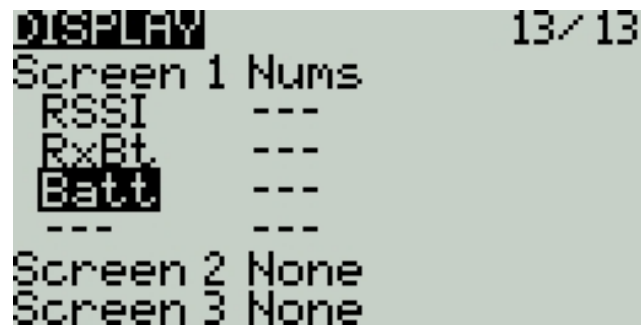 DISPLAY 13/13
Screen 1 Nums
RSSI ---
RxBt ---
Batt ---
--- ---
Screen 2 None
Screen 3 None